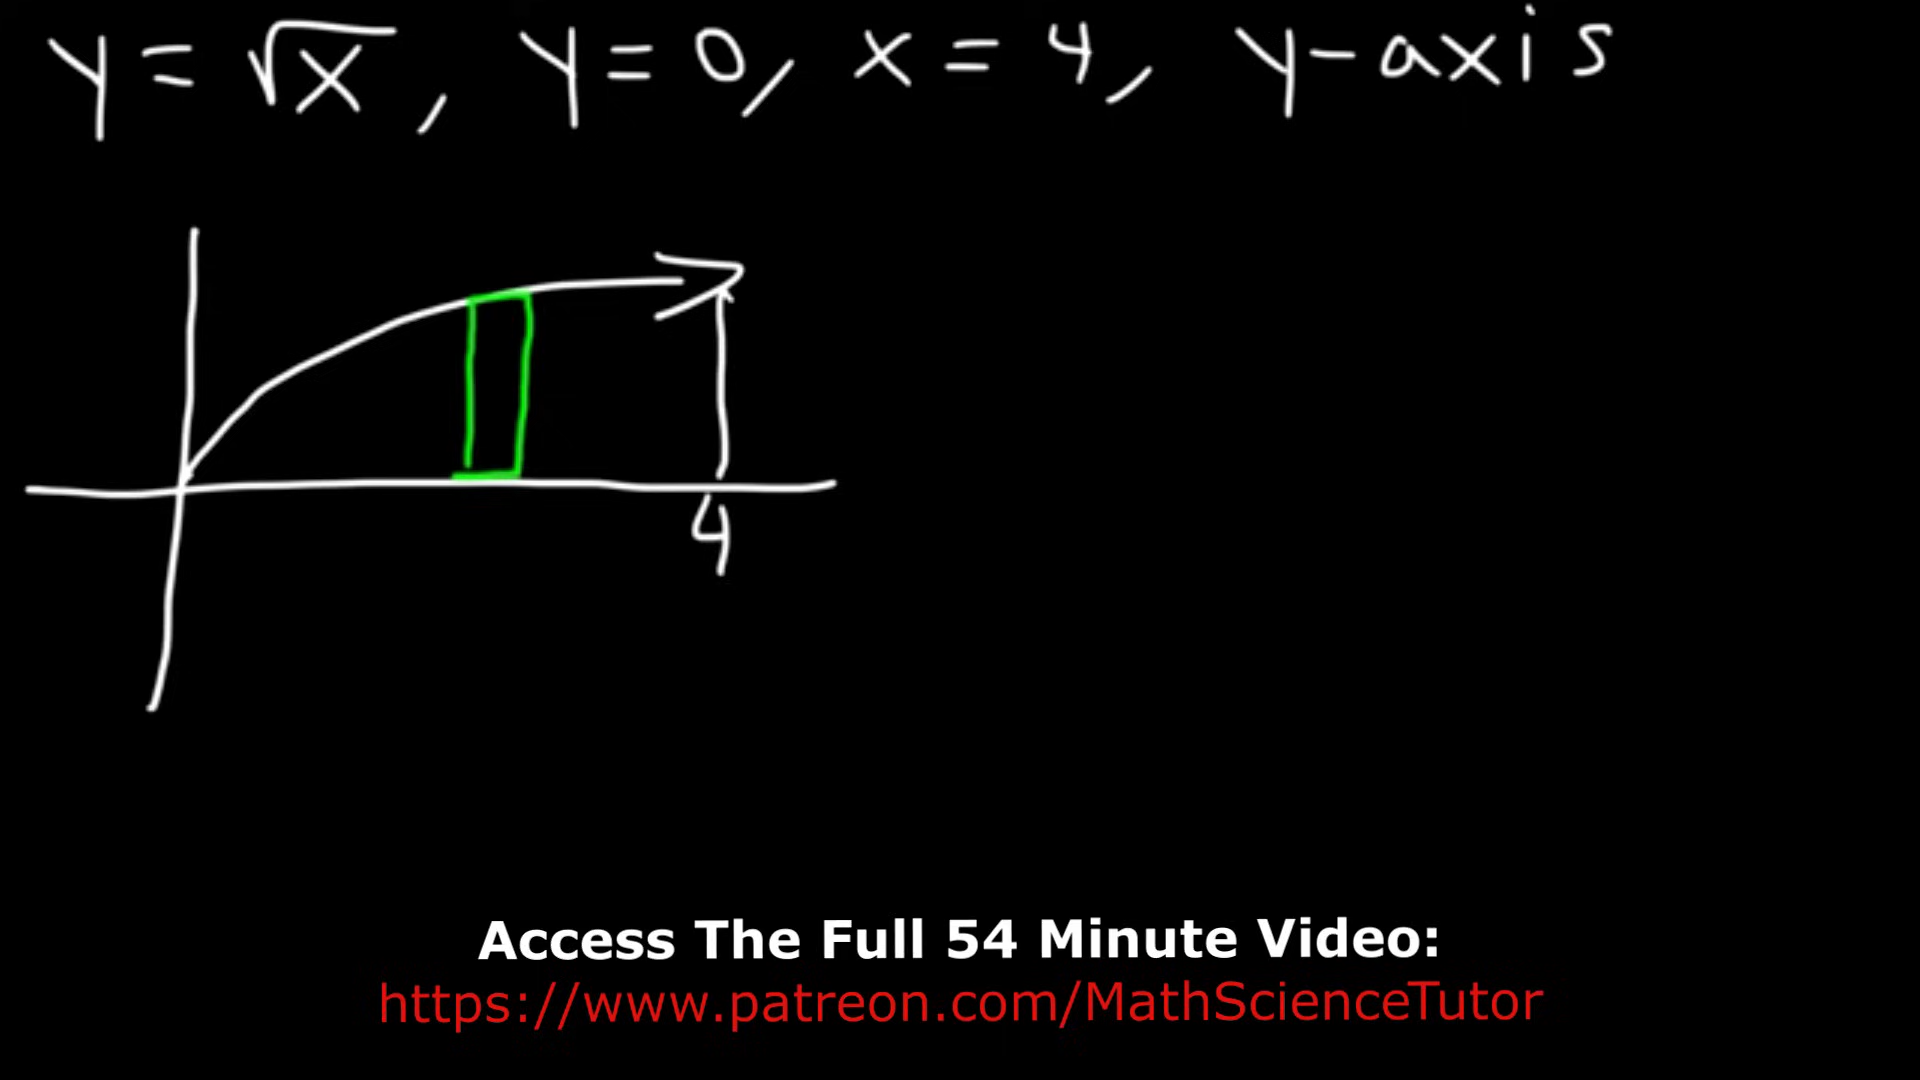 y = √x , y = 0, x = 4, y-axis
4
Access The Full 54 Minute Video:
https://www.patreon.com/MathScienceTutor